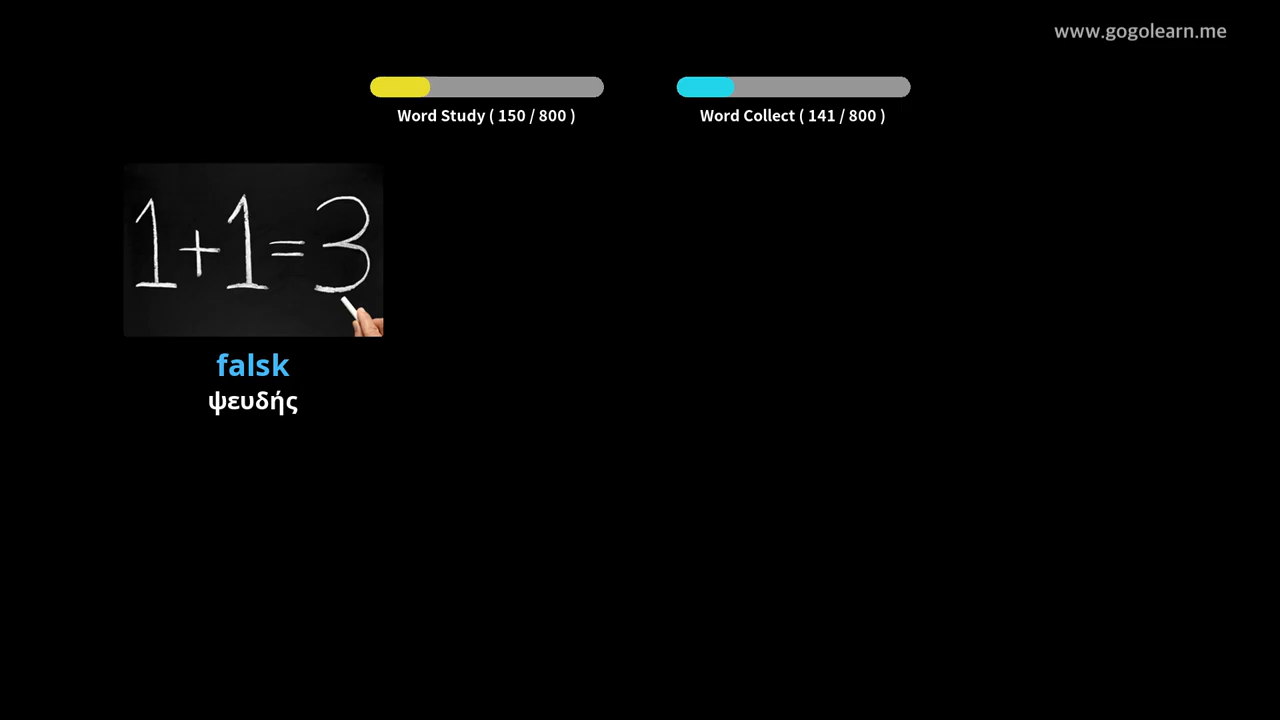 www.gogolearn.me
Word Study ( 150 / 800 )
Word Collect ( 141 / 800 )
1+1=3
falsk
ψευδής